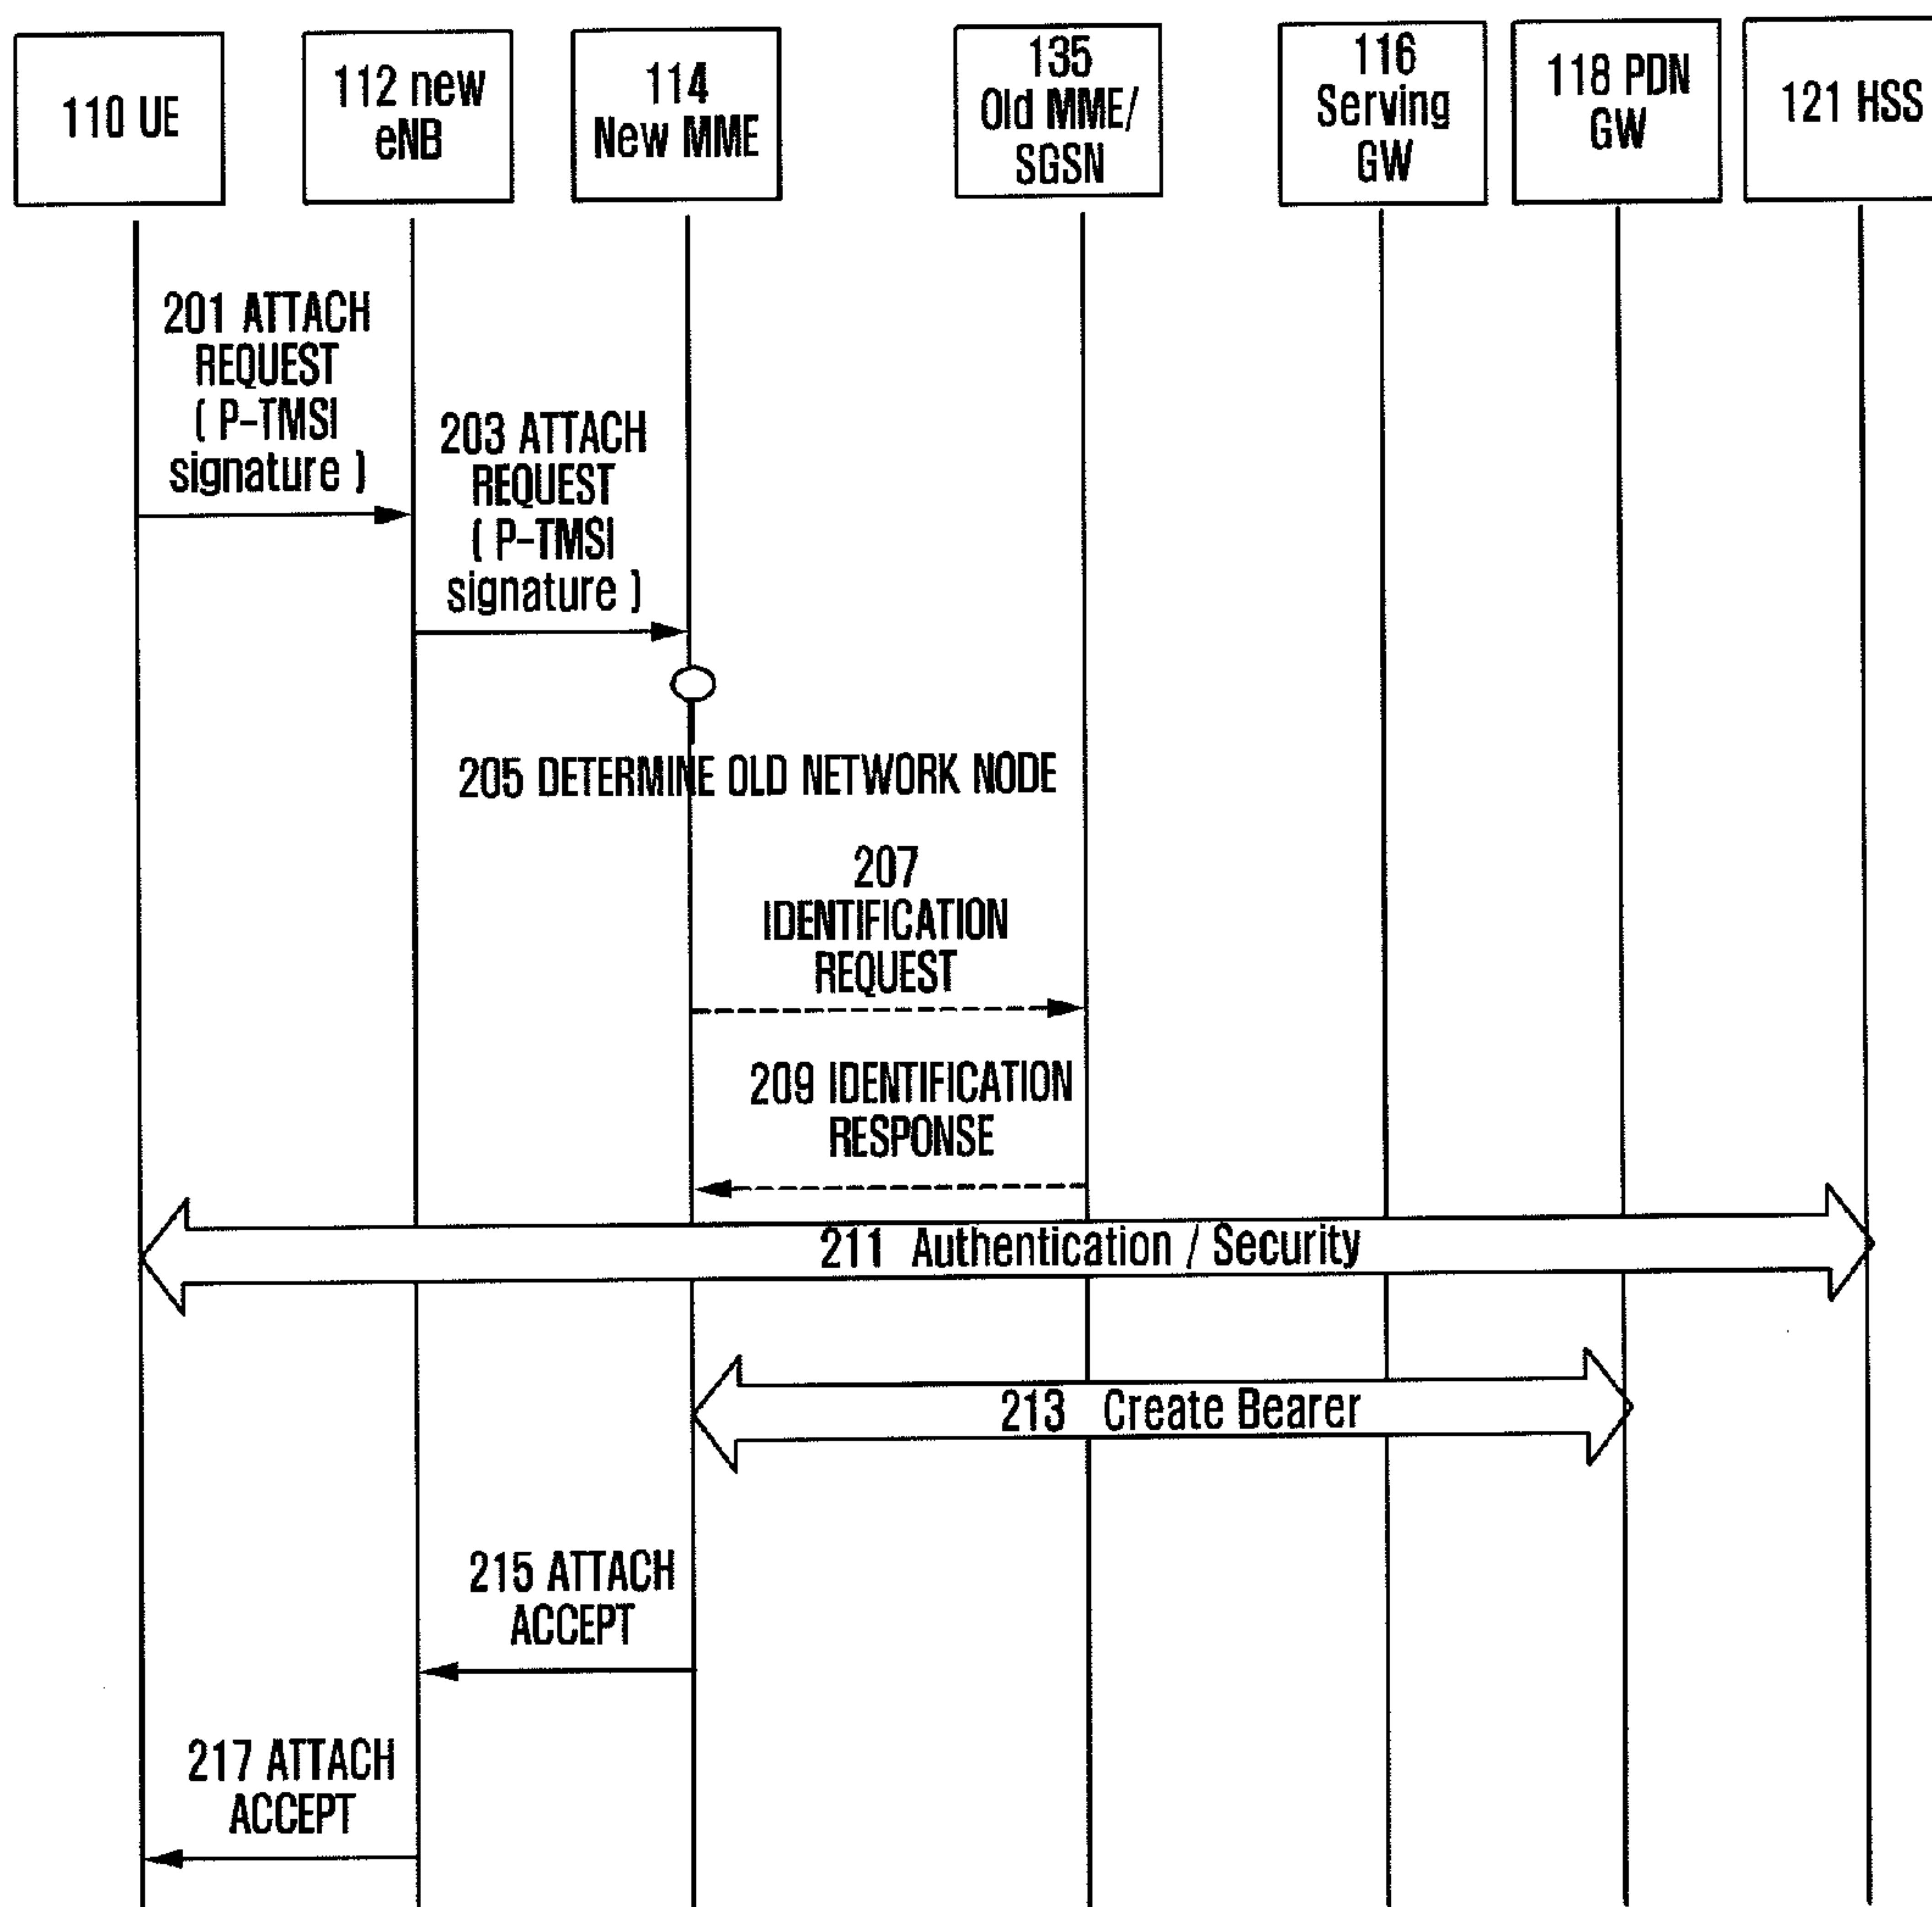 110 UE
112 new
eNB
114
New MME
135
Old MME/
SGSN
116
Serving
GW
118 PDN
GW
121 HSS
201 ATTACH
REQUEST
( P-TMSI
signature )
203 ATTACH
REQUEST
( P-TMSI
signature )
205 DETERMINE OLD NETWORK NODE
207
IDENTIFICATION
REQUEST
209 IDENTIFICATION
RESPONSE
211 Authentication / Security
213 Create Bearer
215 ATTACH
ACCEPT
217 ATTACH
ACCEPT